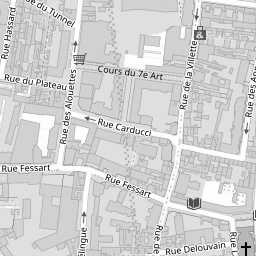 Rue du Tunnel
Rue Hassard
Cours du 7e Art
Rue de la Villette
Rue du Plateau
Rue des Alouettes
Rue Carducci
Rue Fessart
Rue Fessart
Rue Delouvain